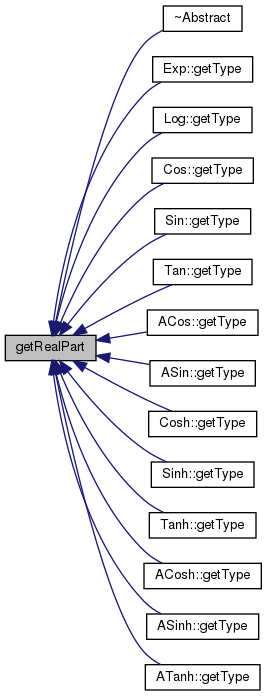 ~Abstract
Exp::getType
Log::getType
Cos::getType
Sin::getType
Tan::getType
ACos::getType
getRealPart
ASin::getType
Cosh::getType
Sinh::getType
Tanh::getType
ACosh::getType
ASinh::getType
ATanh::getType